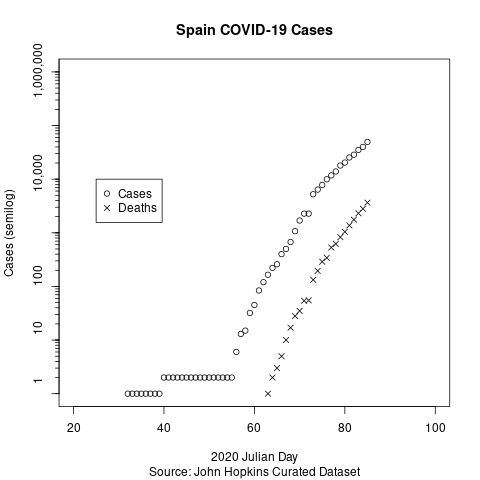 Spain COVID-19 Cases
Cases (semilog)
1,000,000
10,000
100
10
1
Cases
Deaths
20 40 60 80 100
2020 Julian Day
Source: John Hopkins Curated Dataset